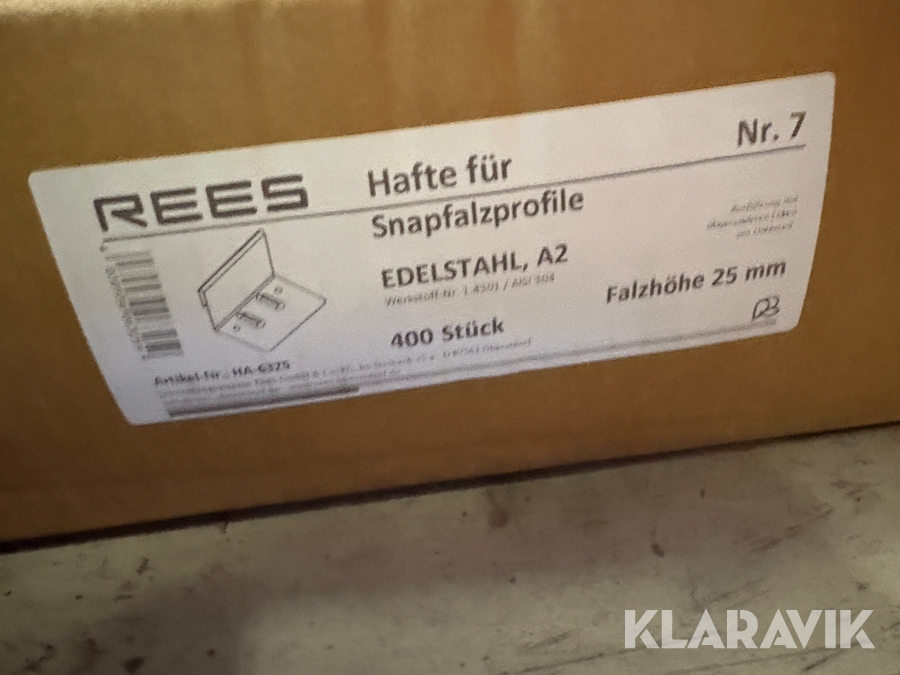 REES
Hafte für
Nr. 7
Snapfalzprofile
EDELSTAHL, A2
Werkstoff-Nr. 1.4301 / AISI 304
Falzhöhe 25 mm
400 Stück
Artikel-Nr.: HA-6325
KLARAVIK